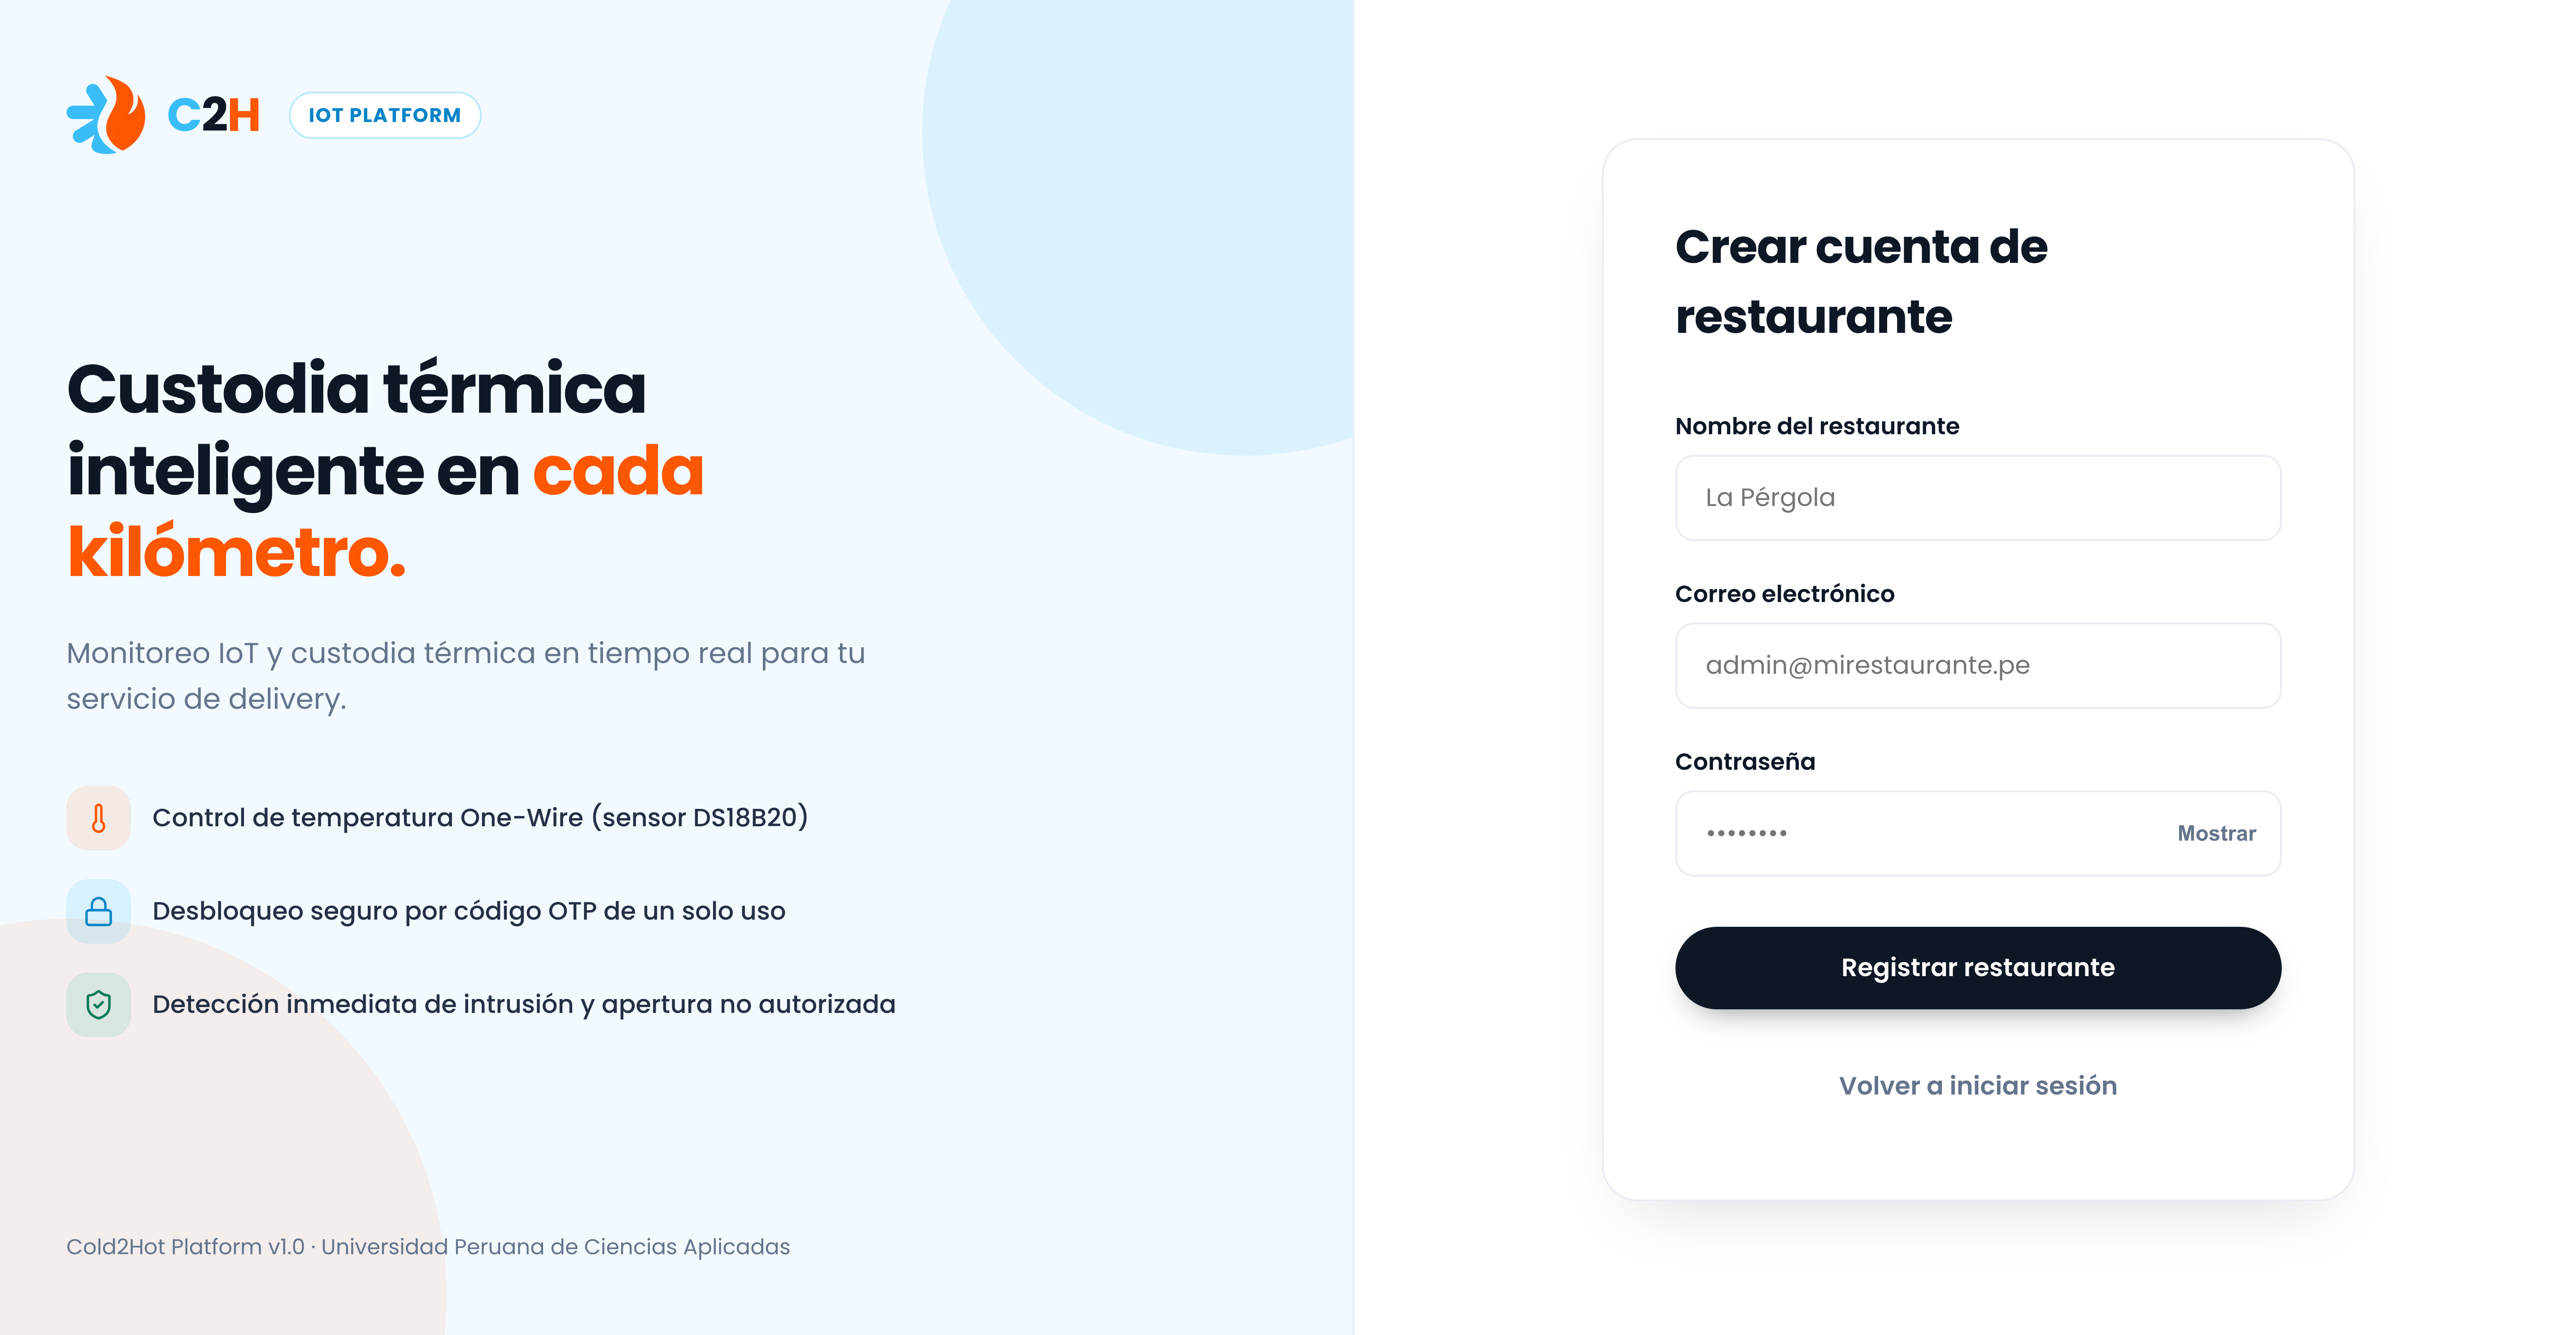 C2H
IOT PLATFORM
Custodia térmica
inteligente en cada
kilómetro.
Monitoreo IoT y custodia térmica en tiempo real para tu
servicio de delivery.
Control de temperatura One-Wire (sensor DS18B20)
Desbloqueo seguro por código OTP de un solo uso
Detección inmediata de intrusión y apertura no autorizada
Cold2Hot Platform v1.0 · Universidad Peruana de Ciencias Aplicadas
Crear cuenta de
restaurante
Nombre del restaurante
La Pérgola
Correo electrónico
admin@mirestaurante.pe
Contraseña
•••••••• Mostrar
Registrar restaurante
Volver a iniciar sesión